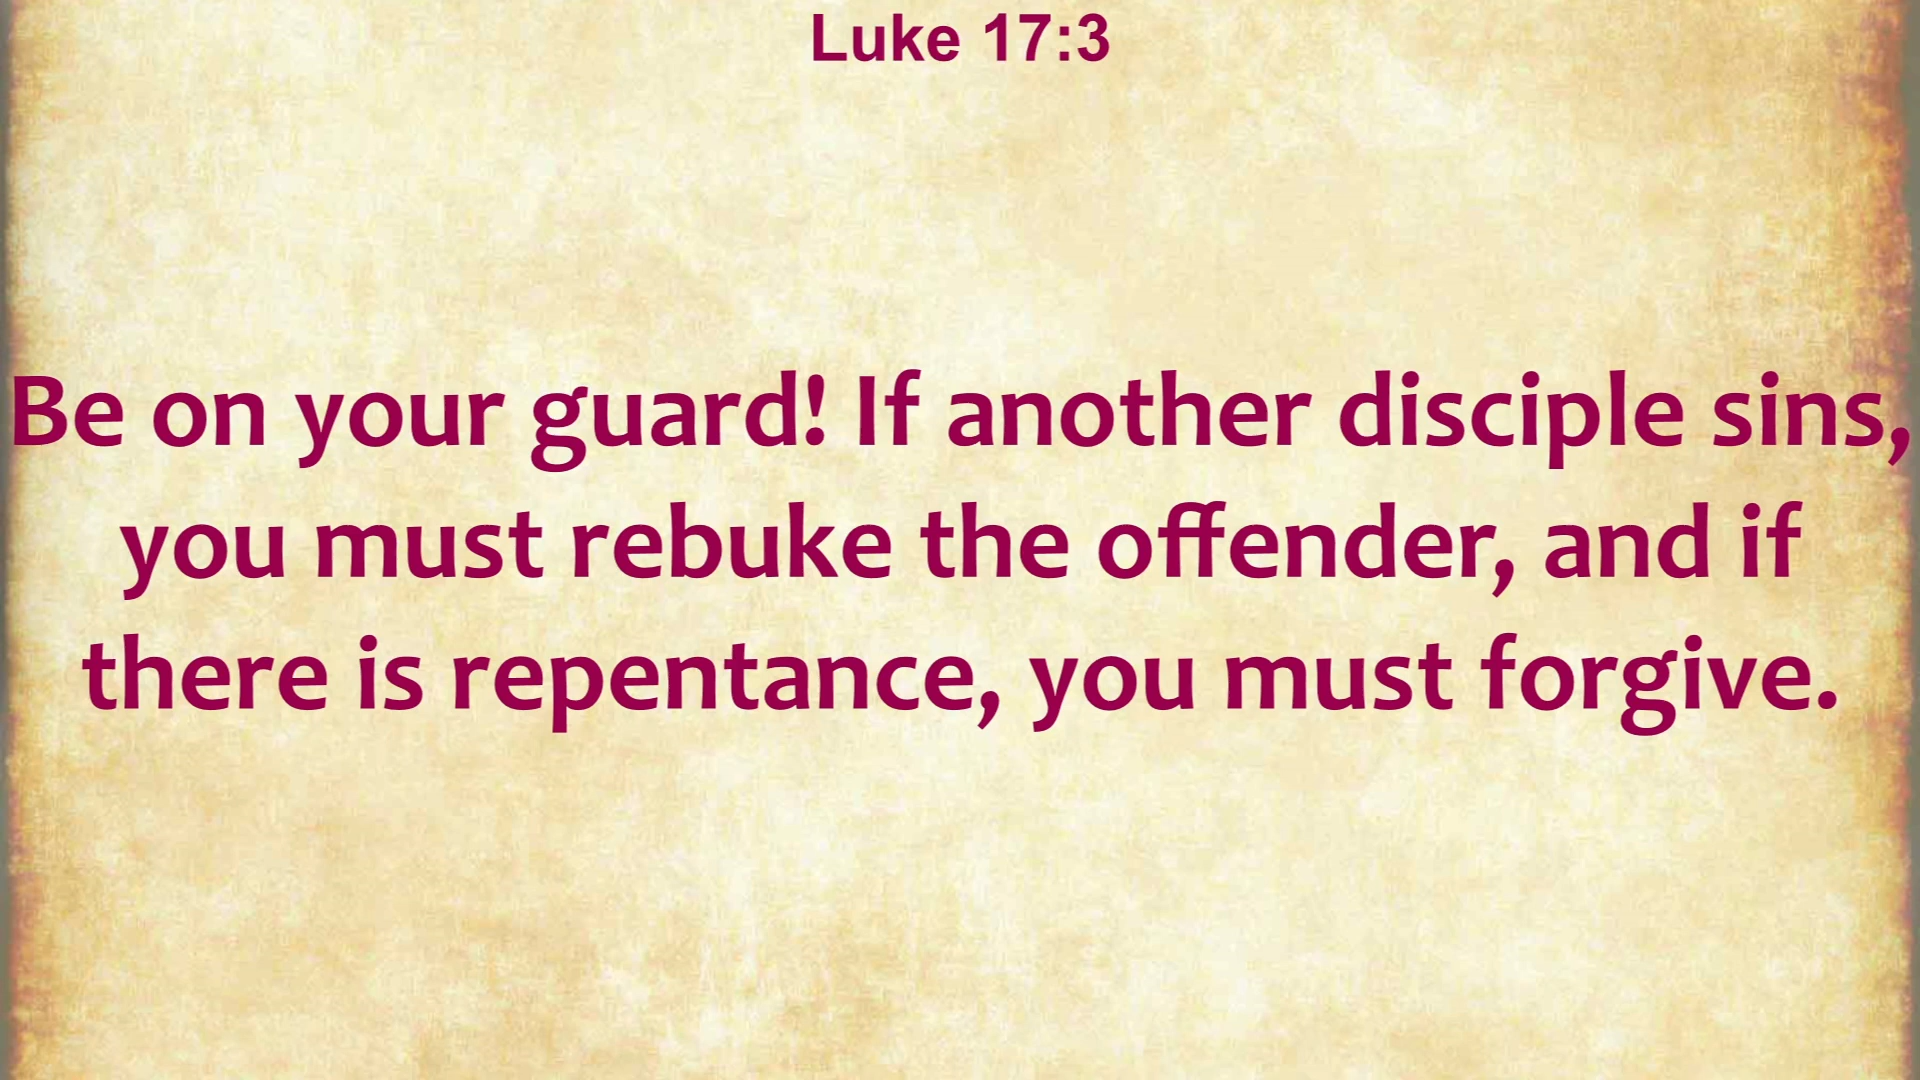 Luke 17:3
Be on your guard! If another disciple sins,
you must rebuke the offender, and if
there is repentance, you must forgive.